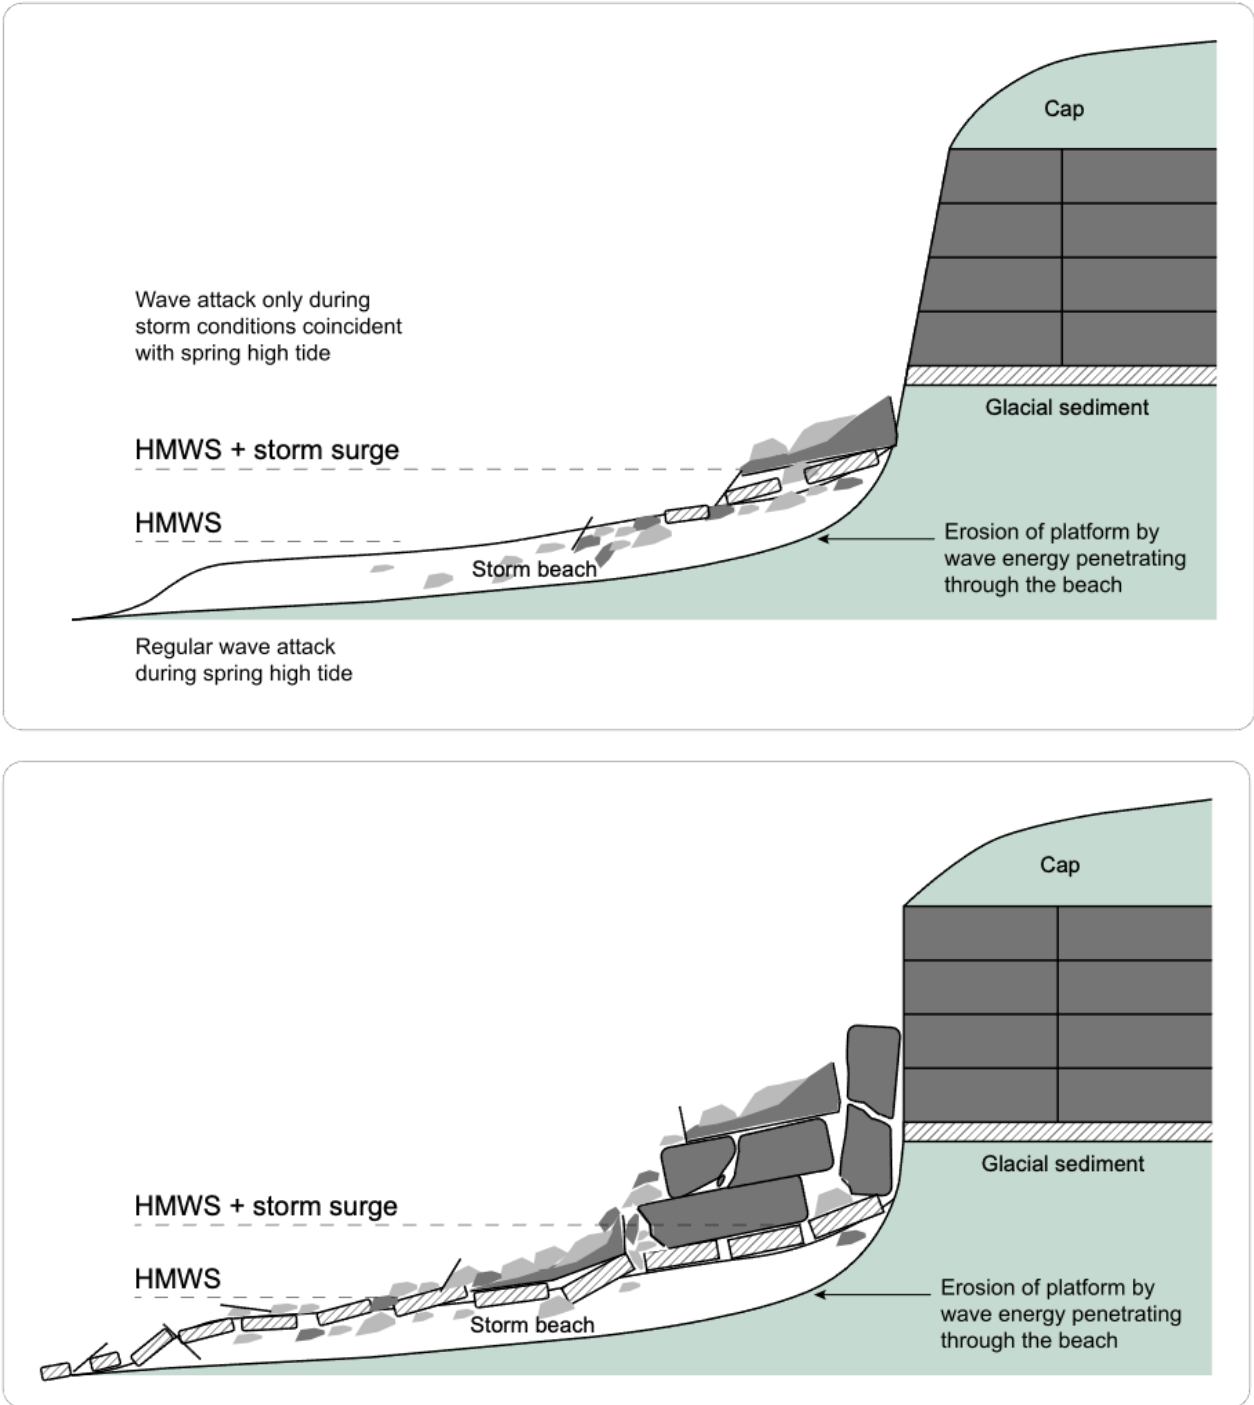 Cap
Wave attack only during
storm conditions coincident
with spring high tide
Glacial sediment
HMWS + storm surge
HMWS
Erosion of platform by
wave energy penetrating
through the beach
Storm beach
Regular wave attack
during spring high tide
Cap
Glacial sediment
HMWS + storm surge
HMWS
Erosion of platform by
wave energy penetrating
through the beach
Storm beach